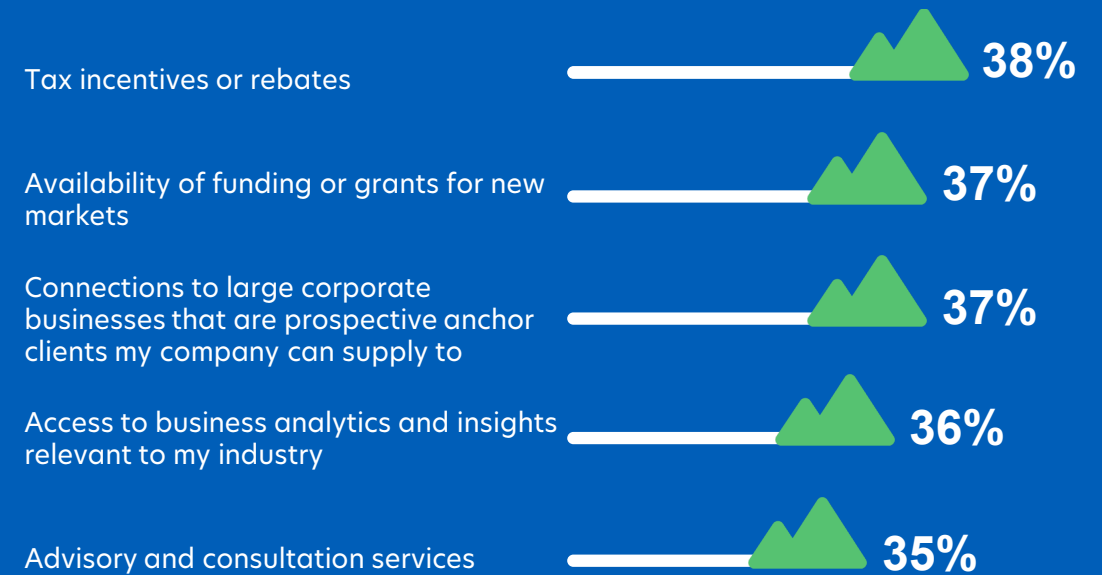 Tax incentives or rebates
38%
Availability of funding or grants for new
markets
37%
Connections to large corporate
businesses that are prospective anchor
clients my company can supply to
37%
Access to business analytics and insights
relevant to my industry
36%
Advisory and consultation services
35%